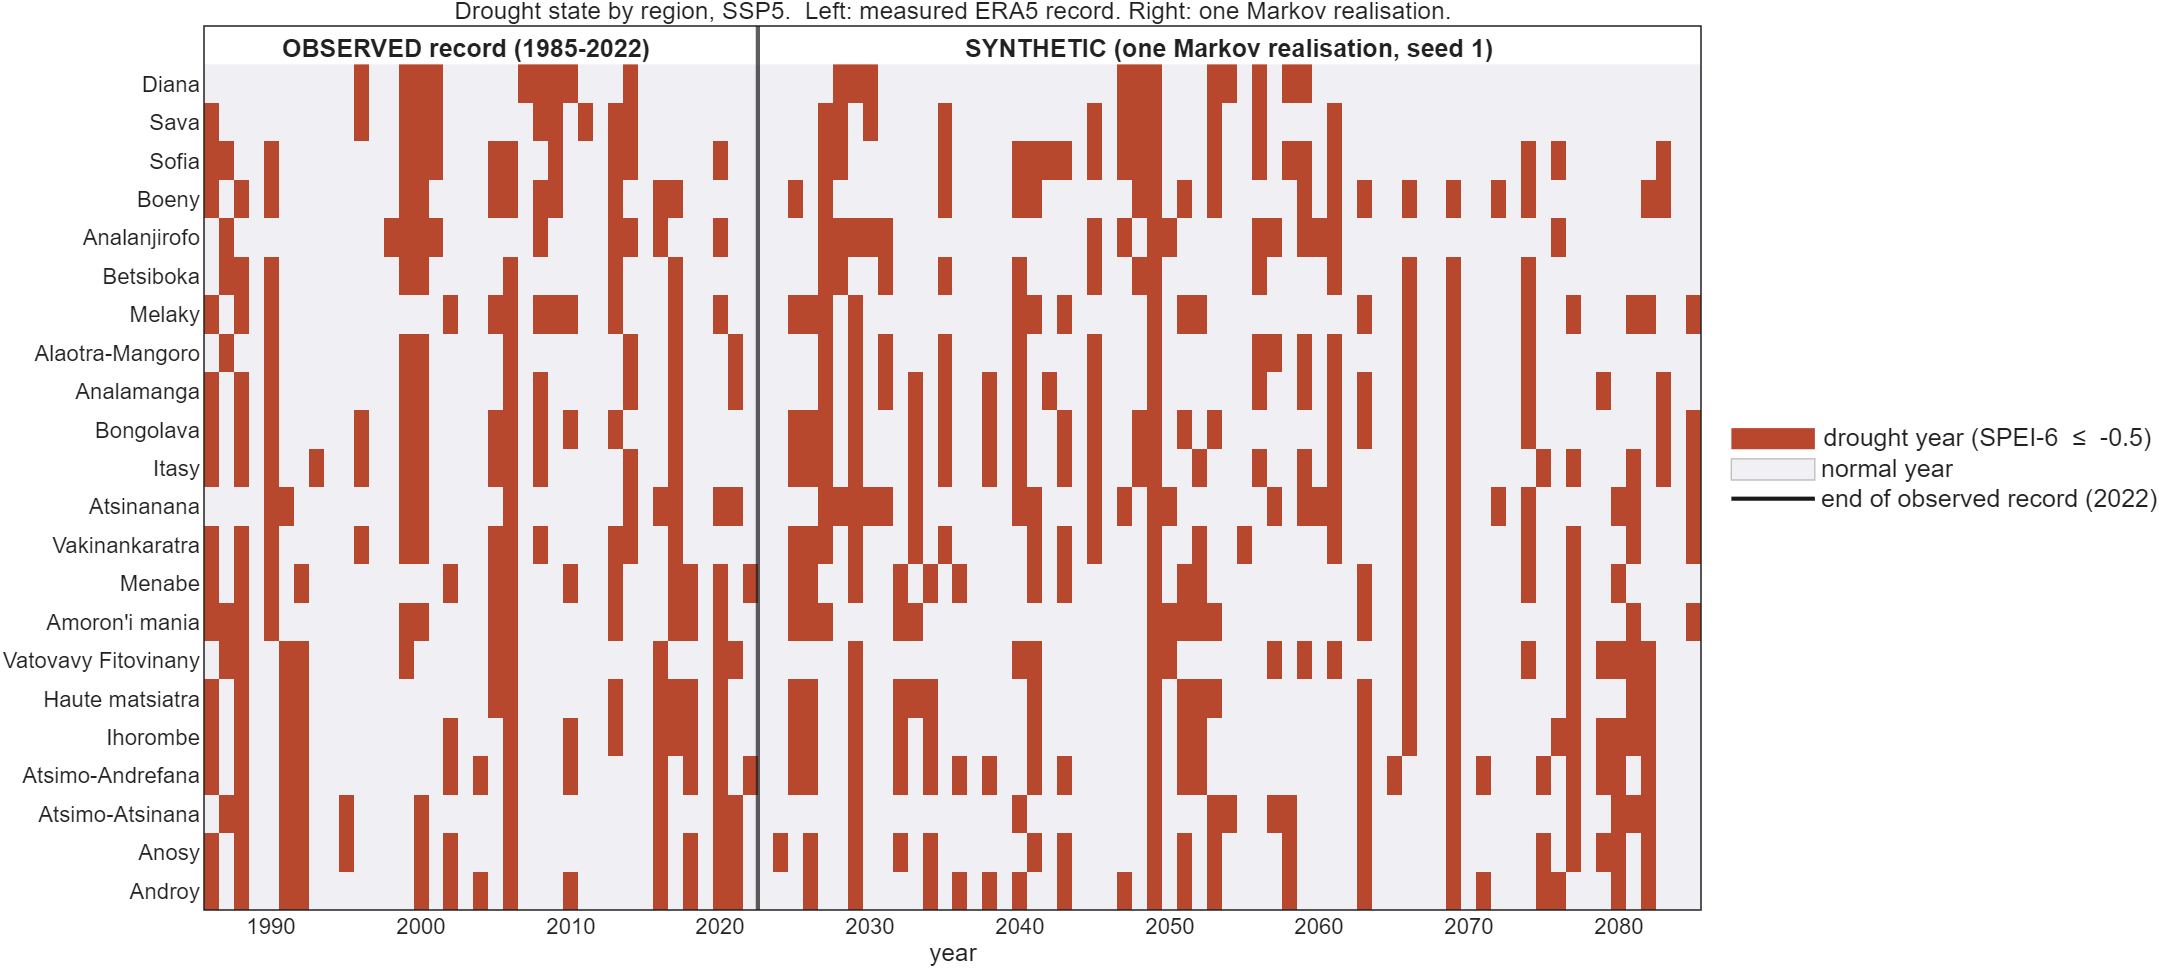 Drought state by region, SSP5.  Left: measured ERA5 record. Right: one Markov realisation.
OBSERVED record (1985-2022)
SYNTHETIC (one Markov realisation, seed 1)
Diana
Sava
Sofia
Boeny
Analanjirofo
Betsiboka
Melaky
Alaotra-Mangoro
Analamanga
Bongolava
Itasy
Atsinanana
Vakinankaratra
Menabe
Amoron'i mania
Vatovavy Fitovinany
Haute matsiatra
Ihorombe
Atsimo-Andrefana
Atsimo-Atsinana
Anosy
Androy
drought year (SPEI-6 ≤ -0.5)
normal year
end of observed record (2022)
1990 2000 2010 2020 2030 2040 2050 2060 2070 2080
year